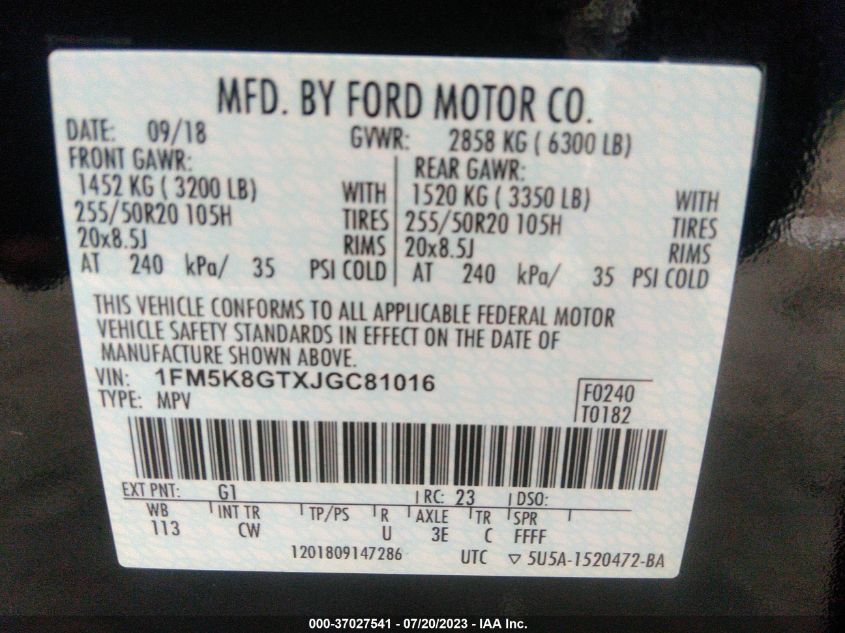 MFD. BY FORD MOTOR CO.
DATE: 09/18 GVWR: 2858 KG ( 6300 LB)
FRONT GAWR: REAR GAWR:
1452 KG ( 3200 LB) WITH 1520 KG ( 3350 LB) WITH
255/50R20 105H TIRES 255/50R20 105H TIRES
20x8.5J RIMS 20x8.5J RIMS
AT 240 kPa/ 35 PSI COLD AT 240 kPa/ 35 PSI COLD
THIS VEHICLE CONFORMS TO ALL APPLICABLE FEDERAL MOTOR
VEHICLE SAFETY STANDARDS IN EFFECT ON THE DATE OF
MANUFACTURE SHOWN ABOVE.
VIN: 1FM5K8GTXJGC81016
TYPE: MPV
F0240
T0182
EXT PNT: G1 RC: 23 DSO:
WB INT TR TP/PS R AXLE TR SPR
113 CW U 3E C FFFF
1201809147286 UTC ▽ 5U5A-1520472-BA
000-37027541 - 07/20/2023 - IAA Inc.